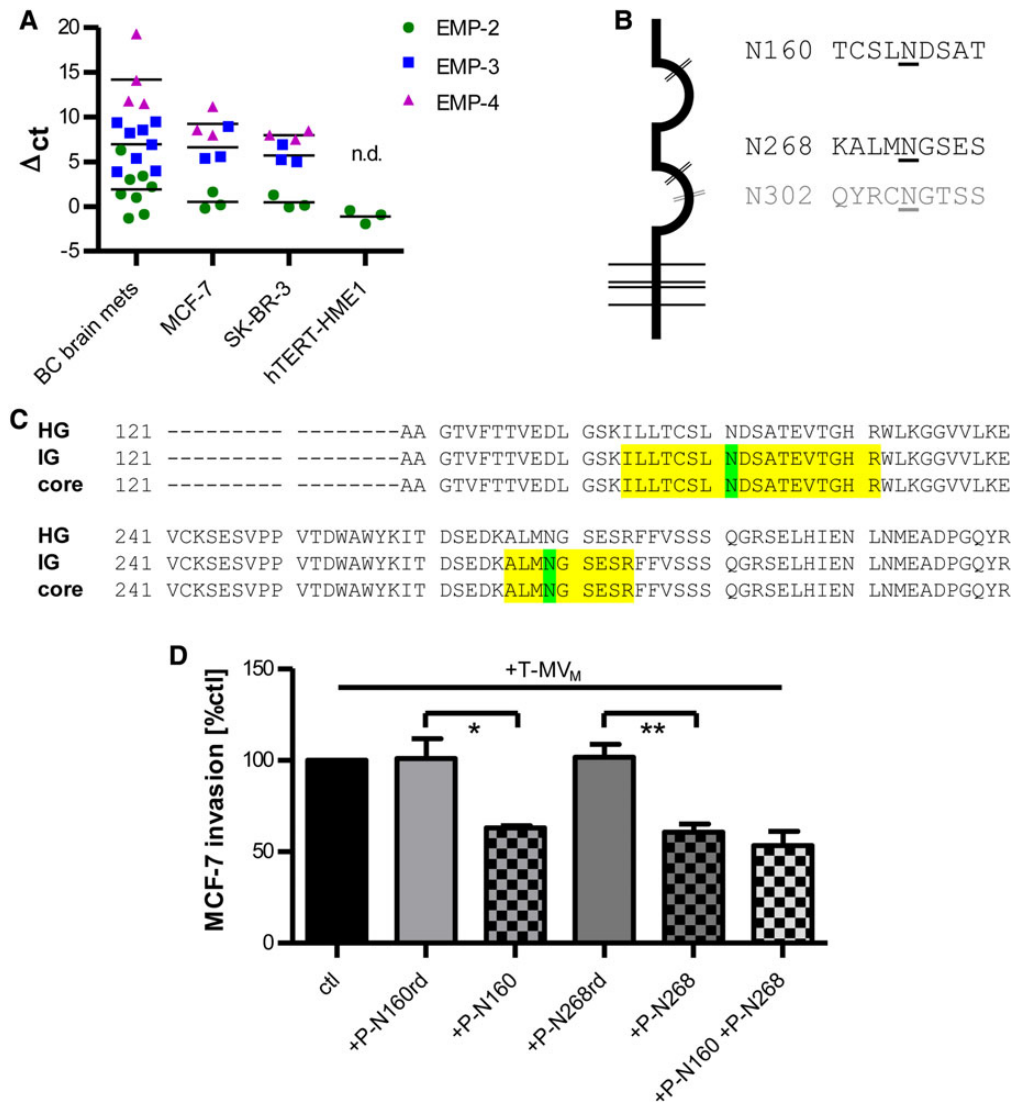 A
20
15
10
5
0
-5
Δct
EMP-2
EMP-3
EMP-4
n.d.
BC brain mets
MCF-7
SK-BR-3
hTERT-HME1
B
N160 TCSLNDSAT
N268 KALMNGSES
N302 QYRCNGTSS
C
HG 121 ---------- --------AA GTVFTTVEDL GSKILLTCSL NDSATEVTGH RWLKGGVVLKE
lG 121 ---------- --------AA GTVFTTVEDL GSKILLTCSL NDSATEVTGH RWLKGGVVLKE
core 121 ---------- --------AA GTVFTTVEDL GSKILLTCSL NDSATEVTGH RWLKGGVVLKE
HG 241 VCKSESVPP VTDWAWYKIT DSEDKALMNG SESRFFVSSS QGRSELHIEN LNMEADPGQYR
lG 241 VCKSESVPP VTDWAWYKIT DSEDKALMNG SESRFFVSSS QGRSELHIEN LNMEADPGQYR
core 241 VCKSESVPP VTDWAWYKIT DSEDKALMNG SESRFFVSSS QGRSELHIEN LNMEADPGQYR
D
+T-MVM
150
100
50
0
MCF-7 invasion [%ctl]
*
**
ctl
+P-N160rd
+P-N160
+P-N268rd
+P-N268
+P-N160 +P-N268